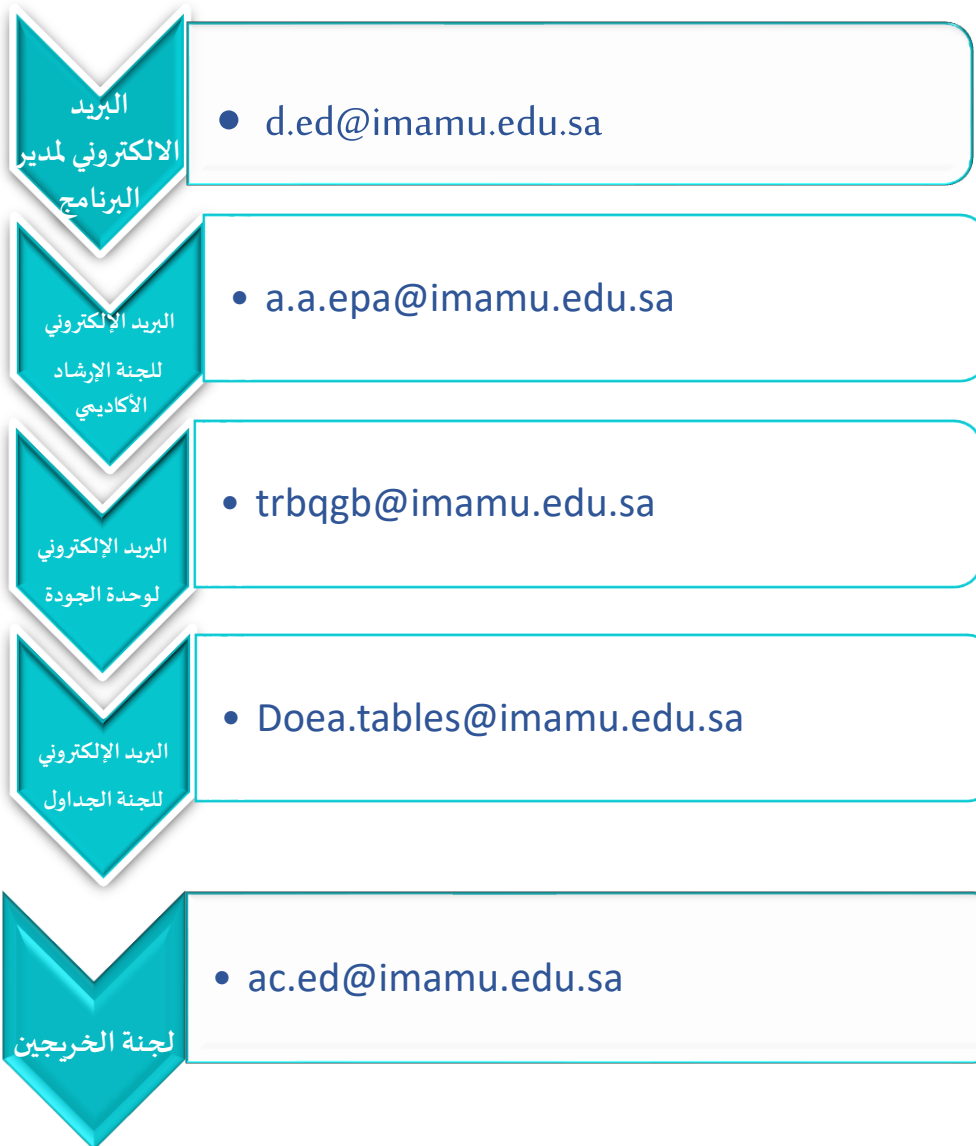 البريد
الالكتروني لمدير
البرنامج
• d.ed@imamu.edu.sa
البريد الإلكتروني
للجنة الإرشاد
الأكاديمي
• a.a.epa@imamu.edu.sa
البريد الإلكتروني
لوحدة الجودة
• trbqgb@imamu.edu.sa
البريد الإلكتروني
للجنة الجداول
• Doea.tables@imamu.edu.sa
لجنة الخريجين
• ac.ed@imamu.edu.sa